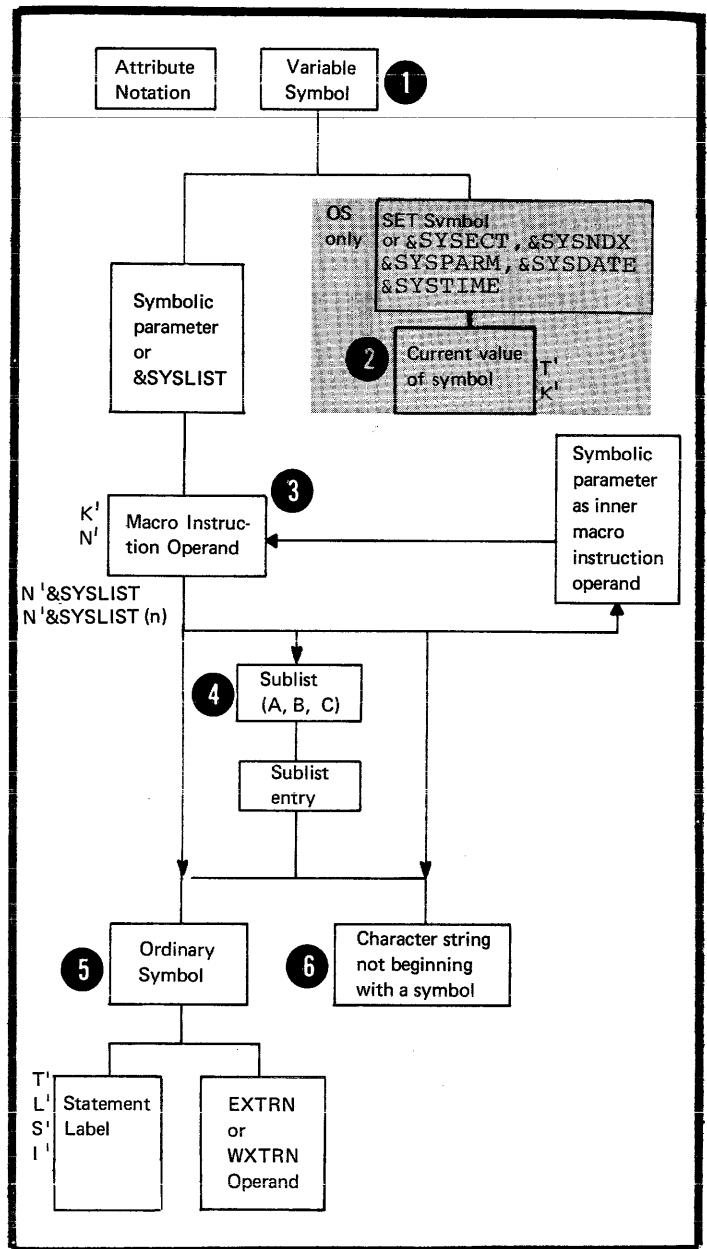 Attribute
Notation
Variable
Symbol
1
OS
only
SET Symbol
or &SYSECT, &SYSNDX
&SYSPARM, &SYSDATE
&SYSTIME
Symbolic
parameter
or
&SYSLIST
2
Current value
of symbol
T'
K'
3
K'
N'
Macro Instruc-
tion Operand
Symbolic
parameter
as inner
macro
instruction
operand
N'&SYSLIST
N'&SYSLIST (n)
4
Sublist
(A, B, C)
Sublist
entry
5
Ordinary
Symbol
6
Character string
not beginning
with a symbol
T'
L'
S'
I'
Statement
Label
EXTRN
or
WXTRN
Operand